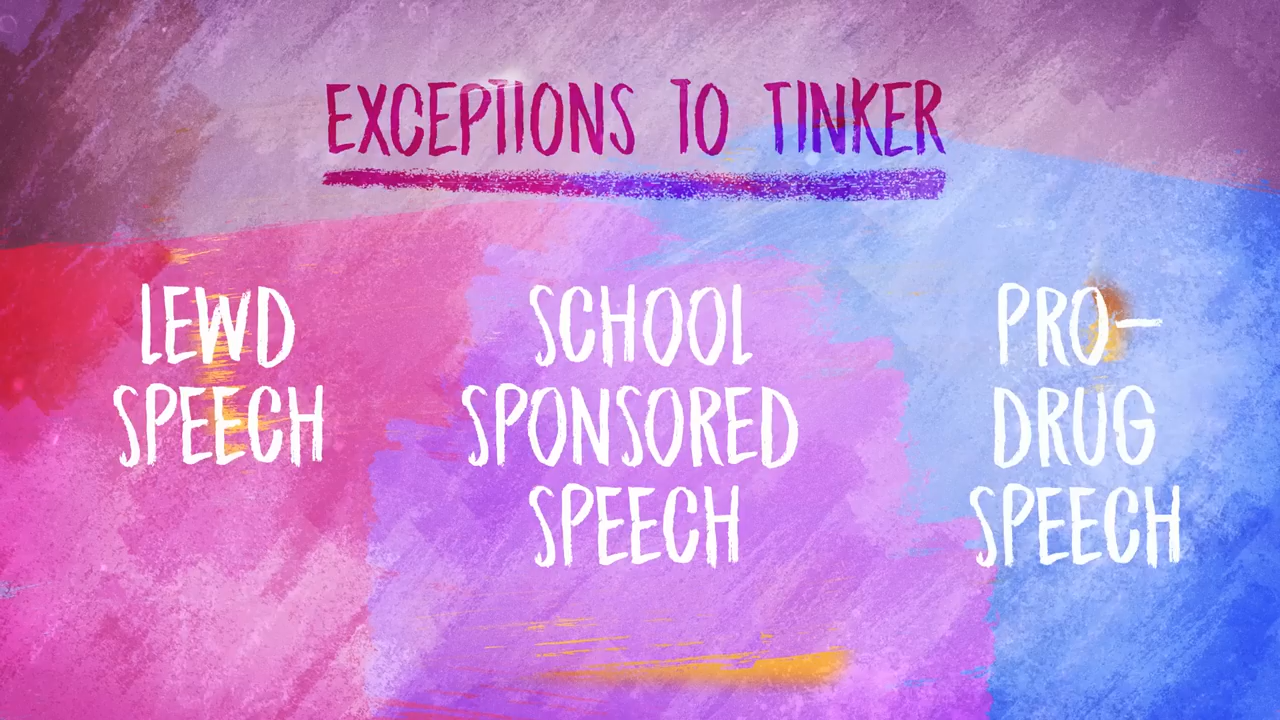 EXCEPTIONS TO TINKER
LEWD
SPEECH
SCHOOL
SPONSORED
SPEECH
PRO-
DRUG
SPEECH